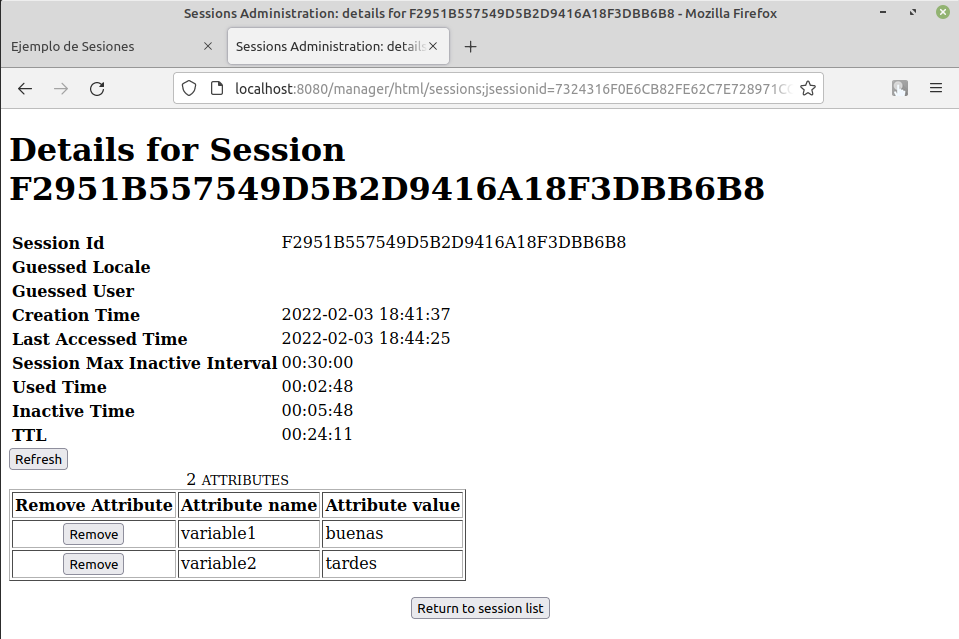 Sessions Administration: details for F2951B557549D5B2D9416A18F3DBB6B8 - Mozilla Firefox
Ejemplo de Sesiones
Sessions Administration: details
localhost:8080/manager/html/sessions;jsessionid=7324316F0E6CB82FE62C7E728971C
Details for Session
F2951B557549D5B2D9416A18F3DBB6B8
Session Id F2951B557549D5B2D9416A18F3DBB6B8
Guessed Locale
Guessed User
Creation Time 2022-02-03 18:41:37
Last Accessed Time 2022-02-03 18:44:25
Session Max Inactive Interval 00:30:00
Used Time 00:02:48
Inactive Time 00:05:48
TTL 00:24:11
Refresh
2 ATTRIBUTES
Remove Attribute Attribute name Attribute value
Remove variable1 buenas
Remove variable2 tardes
Return to session list